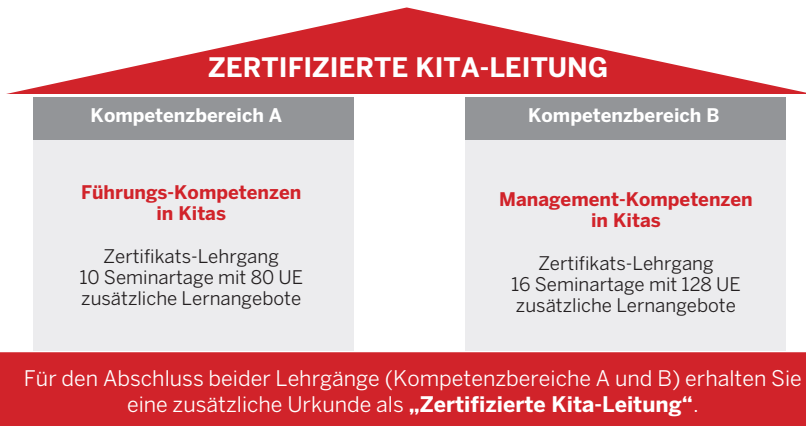 ZERTIFIZIERTE KITA-LEITUNG
Kompetenzbereich A
Führungs-Kompetenzen
in Kitas
Zertifikats-Lehrgang
10 Seminartage mit 80 UE
zusätzliche Lernangebote
Kompetenzbereich B
Management-Kompetenzen
in Kitas
Zertifikats-Lehrgang
16 Seminartage mit 128 UE
zusätzliche Lernangebote
Für den Abschluss beider Lehrgänge (Kompetenzbereiche A und B) erhalten Sie
eine zusätzliche Urkunde als „Zertifizierte Kita-Leitung“.